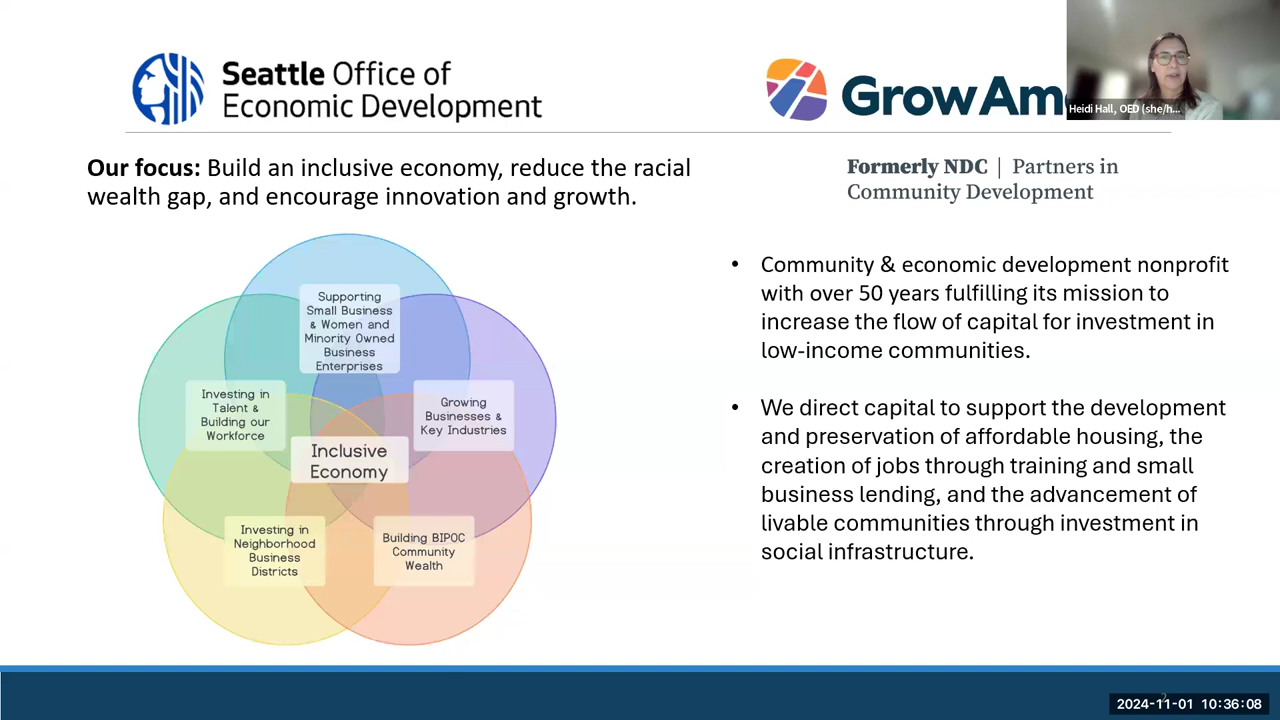 Seattle Office of
Economic Development
GrowAm
Heidi Hall, OED (she/h...
Our focus: Build an inclusive economy, reduce the racial
wealth gap, and encourage innovation and growth.
Formerly NDC | Partners in
Community Development
Supporting
Small Business
& Women and
Minority Owned
Business
Enterprises
Investing in
Talent &
Building our
Workforce
Growing
Businesses &
Key Industries
Inclusive
Economy
Investing in
Neighborhood
Business
Districts
Building BIPOC
Community
Wealth
• Community & economic development nonprofit
with over 50 years fulfilling its mission to
increase the flow of capital for investment in
low-income communities.
• We direct capital to support the development
and preservation of affordable housing, the
creation of jobs through training and small
business lending, and the advancement of
livable communities through investment in
social infrastructure.
2024-11-01 10:36:08